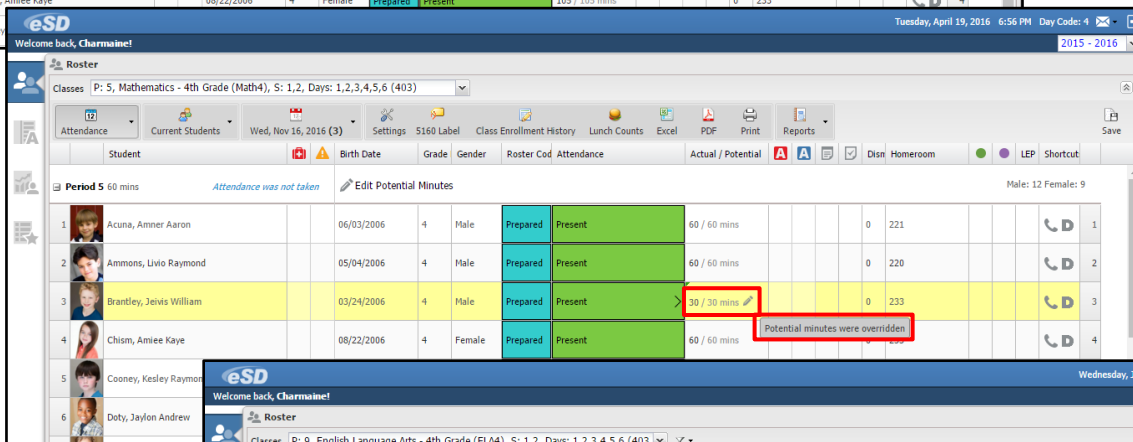 Amiee Kaye 08/22/2006 4 Female Prepared Present 105 / 105 mins 0 233 D 4
eSD Tuesday, April 19, 2016 6:56 PM Day Code: 4
Welcome back, Charmaine! 2015 - 2016
Roster
Classes P: 5, Mathematics - 4th Grade (Math4), S: 1,2, Days: 1,2,3,4,5,6 (403)
12
Attendance Current Students Wed, Nov 16, 2016 (3) Settings 5160 Label Class Enrollment History Lunch Counts Excel PDF Print Reports Save
Student Birth Date Grade Gender Roster Cod Attendance Actual / Potential A A Disn Homeroom LEP Shortcut
Period 5 60 mins Attendance was not taken Edit Potential Minutes Male: 12 Female: 9
1 Acuna, Amner Aaron 06/03/2006 4 Male Prepared Present 60 / 60 mins 0 221 D 1
2 Ammons, Livio Raymond 05/04/2006 4 Male Prepared Present 60 / 60 mins 0 220 D 2
3 Brantley, Jeivis William 03/24/2006 4 Male Prepared Present 30 / 30 mins 0 233 D 3
Potential minutes were overridden
4 Chism, Amiee Kaye 08/22/2006 4 Female Prepared Present 60 / 60 mins D 4
5 Cooney, Kesley Raymon
eSD Wednesday,
Welcome back, Charmaine!
6 Doty, Jaylon Andrew
Roster
Classes P: 9, English Language Arts - 4th Grade (ELA4), S: 1,2, Days: 1,2,3,4,5,6 (403